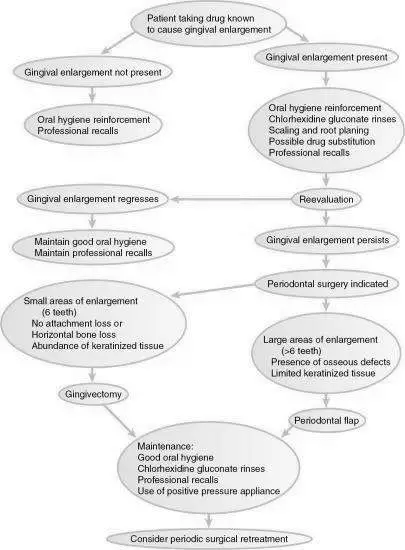 Patient taking drug known
to cause gingival enlargement
Gingival enlargement not present
Gingival enlargement present
Oral hygiene reinforcement
Professional recalls
Oral hygiene reinforcement
Chlorhexidine gluconate rinses
Scaling and root planing
Possible drug substitution
Professional recalls
Gingival enlargement regresses
Reevaluation
Maintain good oral hygiene
Maintain professional recalls
Gingival enlargement persists
Periodontal surgery indicated
Small areas of enlargement
(6 teeth)
No attachment loss or
Horizontal bone loss
Abundance of keratinized tissue
Large areas of enlargement
(>6 teeth)
Presence of osseous defects
Limited keratinized tissue
Gingivectomy
Periodontal flap
Maintenance:
Good oral hygiene
Chlorhexidine gluconate rinses
Professional recalls
Use of positive pressure appliance
Consider periodic surgical retreatment